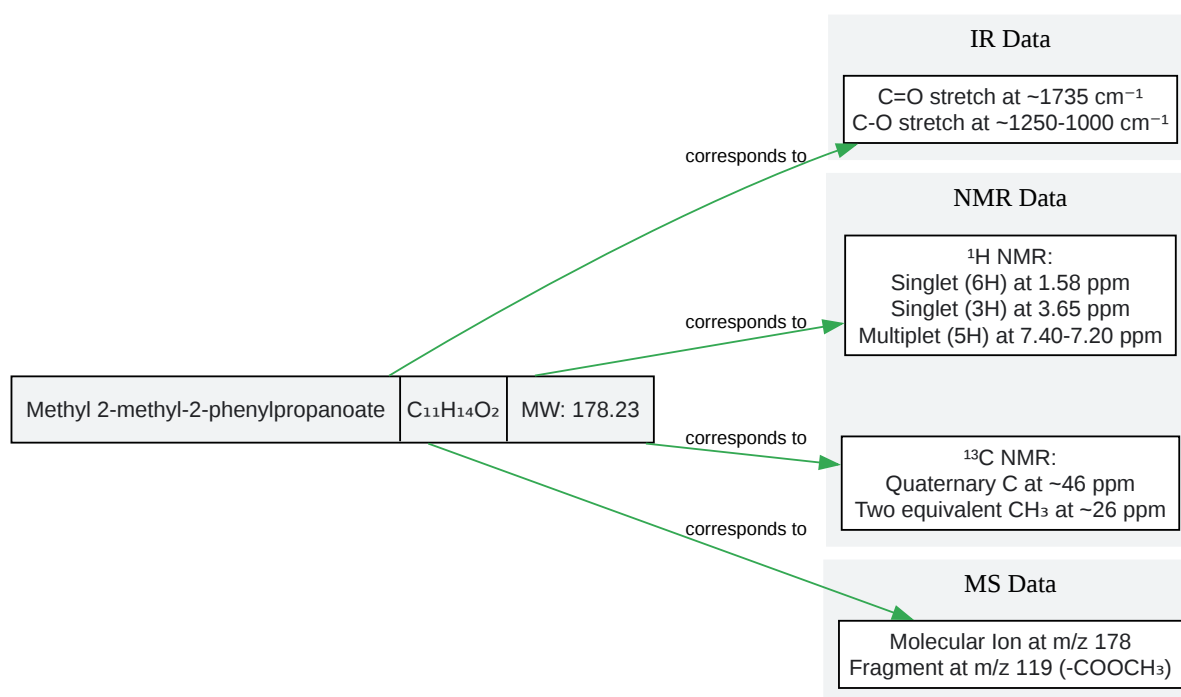 IR Data
C=O stretch at ~1735 cm⁻¹
C-O stretch at ~1250-1000 cm⁻¹
corresponds to
NMR Data
¹H NMR:
Singlet (6H) at 1.58 ppm
Singlet (3H) at 3.65 ppm
Multiplet (5H) at 7.40-7.20 ppm
corresponds to
Methyl 2-methyl-2-phenylpropanoate
C₁₁H₁₄O₂
MW: 178.23
corresponds to
¹³C NMR:
Quaternary C at ~46 ppm
Two equivalent CH₃ at ~26 ppm
corresponds to
MS Data
Molecular Ion at m/z 178
Fragment at m/z 119 (-COOCH₃)